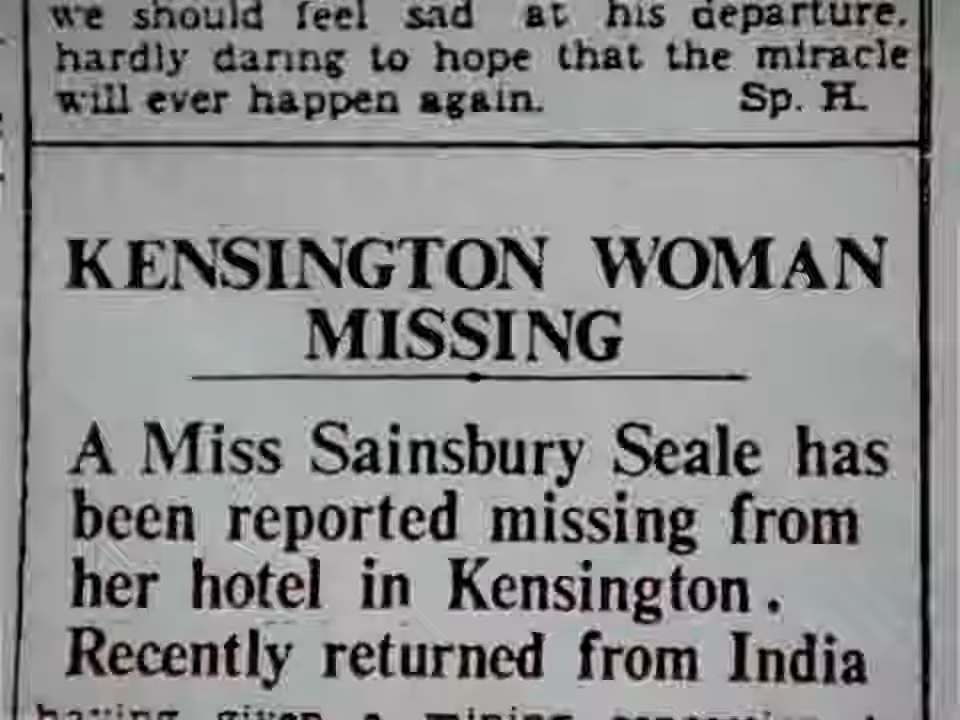 we should feel sad at his departure.
hardly daring to hope that the miracle
will ever happen again. Sp. H.
KENSINGTON WOMAN
MISSING
A Miss Sainsbury Seale has
been reported missing from
her hotel in Kensington.
Recently returned from India
having given a